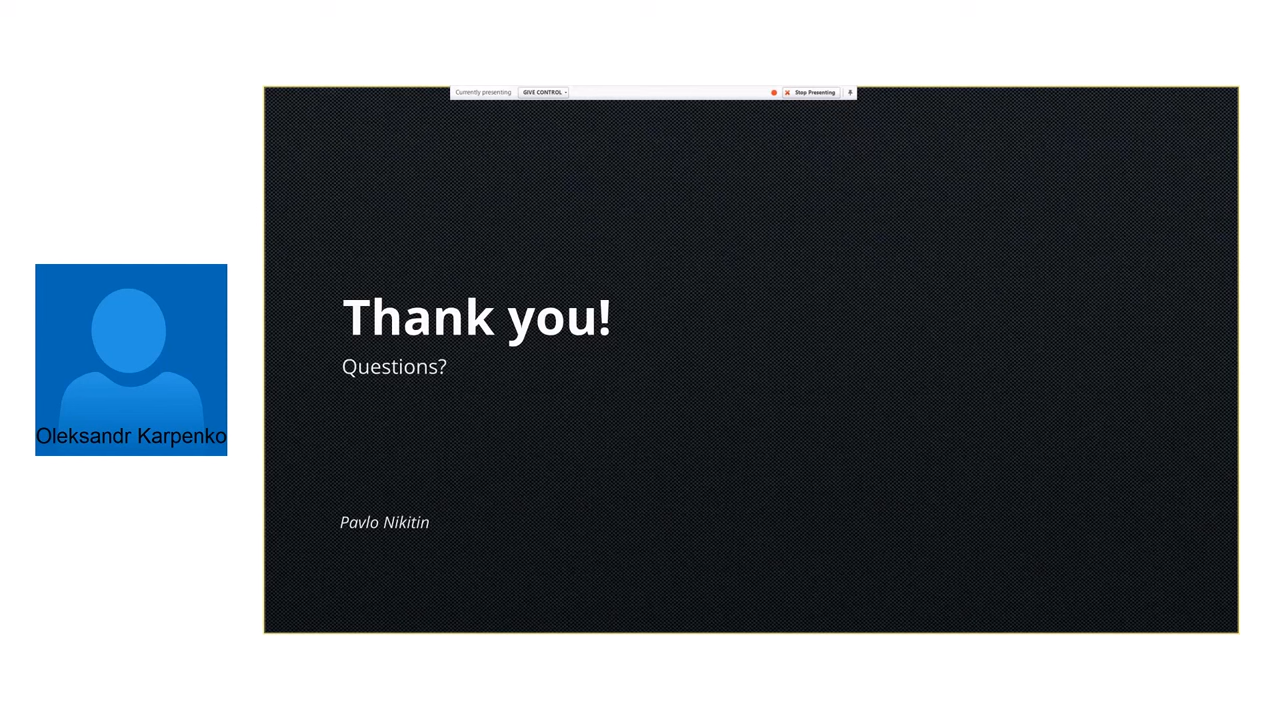 Currently presenting GIVE CONTROL Stop Presenting
Thank you!
Questions?
Oleksandr Karpenko
Pavlo Nikitin